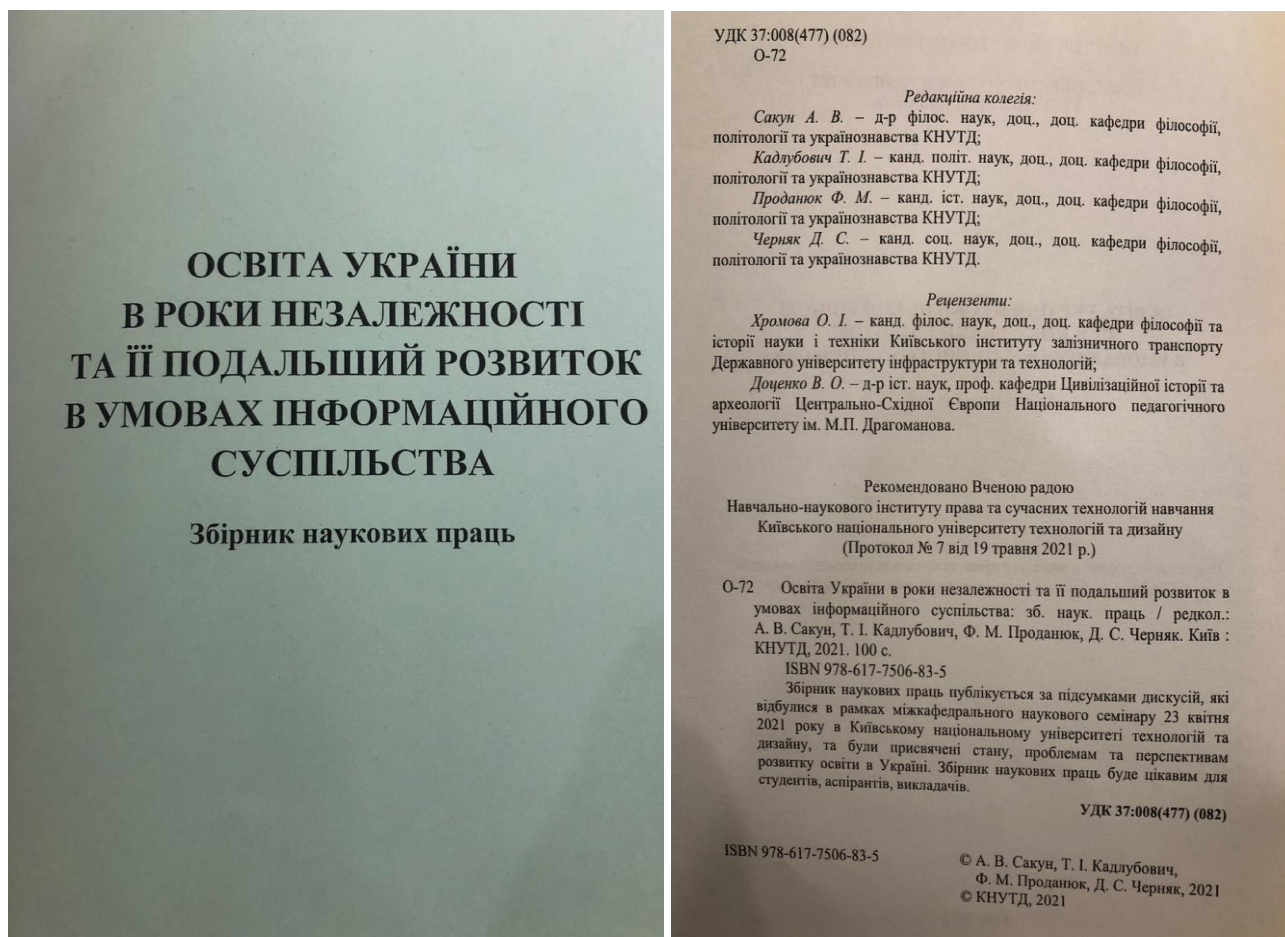 ОСВІТА УКРАЇНИ
В РОКИ НЕЗАЛЕЖНОСТІ
ТА ЇЇ ПОДАЛЬШИЙ РОЗВИТОК
В УМОВАХ ІНФОРМАЦІЙНОГО
СУСПІЛЬСТВА
Збірник наукових праць
УДК 37:008(477) (082)
О-72
Редакційна колегія:
Сакун А. В. – д-р філос. наук, доц., доц. кафедри філософії,
політології та українознавства КНУТД;
Кадлубович Т. І. – канд. політ. наук, доц., доц. кафедри філософії,
політології та українознавства КНУТД;
Проданюк Ф. М. – канд. іст. наук, доц., доц. кафедри філософії,
політології та українознавства КНУТД;
Черняк Д. С. – канд. соц. наук, доц., доц. кафедри філософії,
політології та українознавства КНУТД.
Рецензенти:
Хромова О. І. – канд. філос. наук, доц., доц. кафедри філософії та
історії науки і техніки Київського інституту залізничного транспорту
Державного університету інфраструктури та технологій;
Доценко В. О. – д-р іст. наук, проф. кафедри Цивілізаційної історії та
археології Центрально-Східної Європи Національного педагогічного
університету ім. М.П. Драгоманова.
Рекомендовано Вченою радою
Навчально-наукового інституту права та сучасних технологій навчання
Київського національного університету технологій та дизайну
(Протокол № 7 від 19 травня 2021 р.)
О-72 Освіта України в роки незалежності та її подальший розвиток в
умовах інформаційного суспільства: зб. наук. праць / редкол.:
А. В. Сакун, Т. І. Кадлубович, Ф. М. Проданюк, Д. С. Черняк. Київ :
КНУТД, 2021. 100 с.
ISBN 978-617-7506-83-5
Збірник наукових праць публікується за підсумками дискусій, які
відбулися в рамках міжкафедрального наукового семінару 23 квітня
2021 року в Київському національному університеті технологій та
дизайну, та були присвячені стану, проблемам та перспективам
розвитку освіти в Україні. Збірник наукових праць буде цікавим для
студентів, аспірантів, викладачів.
УДК 37:008(477) (082)
ISBN 978-617-7506-83-5
© А. В. Сакун, Т. І. Кадлубович,
Ф. М. Проданюк, Д. С. Черняк, 2021
© КНУТД, 2021